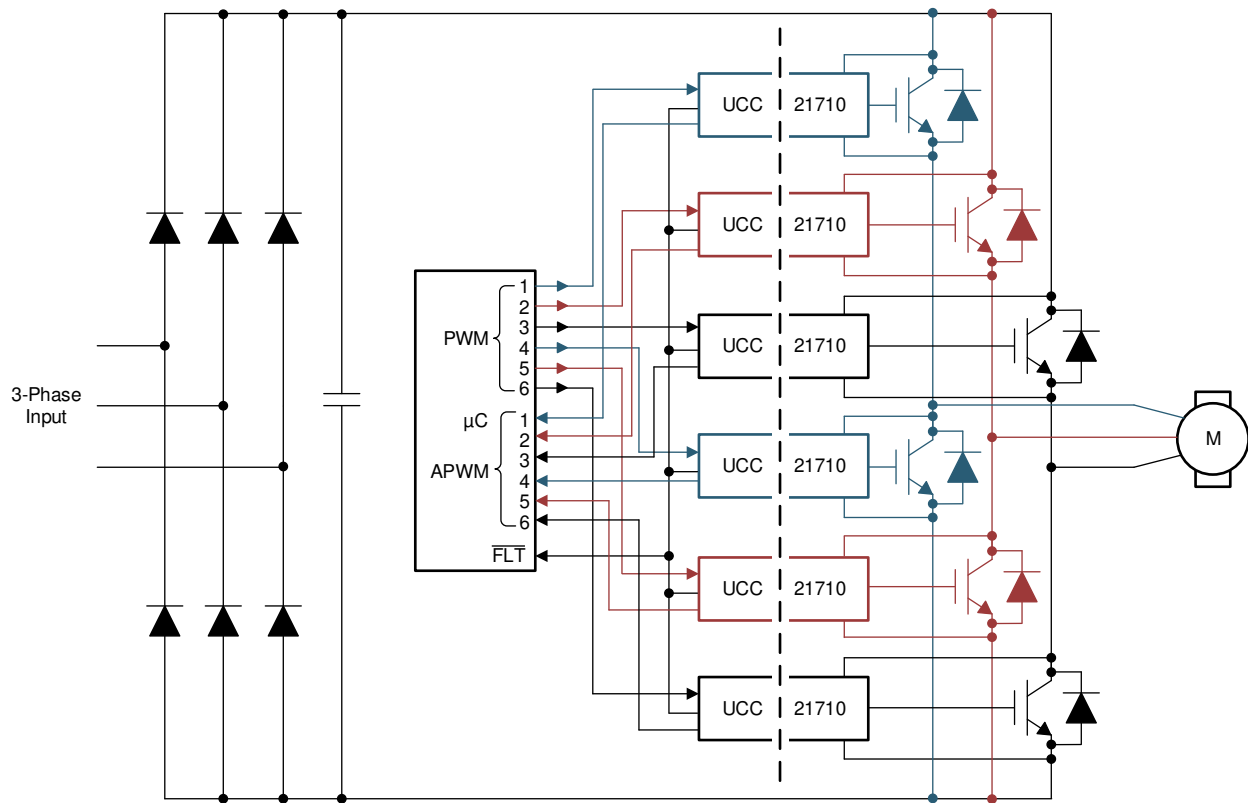 UCC 21710
UCC 21710
1
2
PWM 3
4
5
6
UCC 21710
3-Phase
Input
µC 1
2
3
APWM 4
5
6
M
UCC 21710
FLT
UCC 21710
UCC 21710